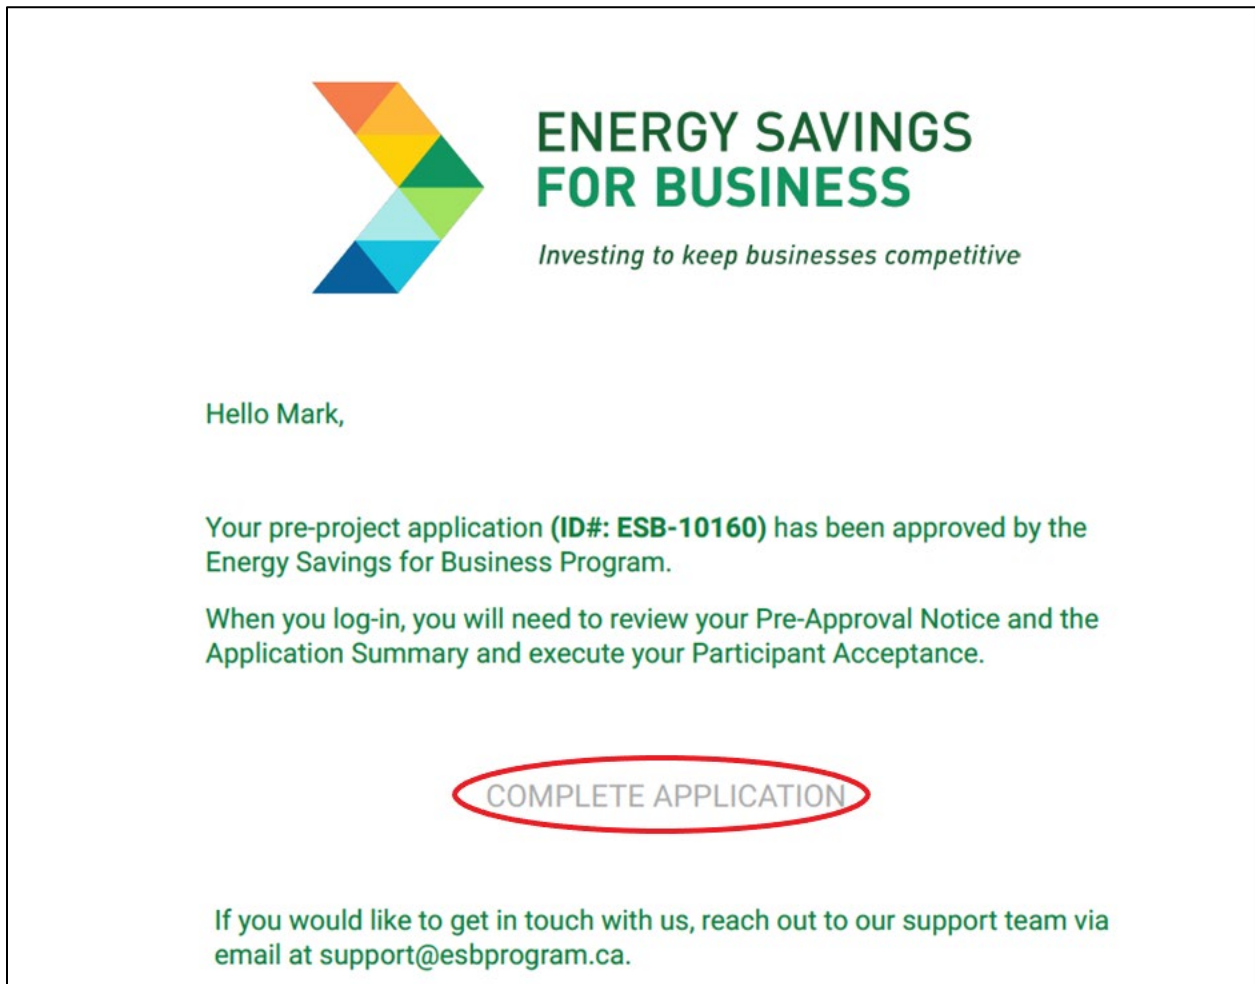 ENERGY SAVINGS
FOR BUSINESS
Investing to keep businesses competitive
Hello Mark,
Your pre-project application (ID#: ESB-10160) has been approved by the
Energy Savings for Business Program.
When you log-in, you will need to review your Pre-Approval Notice and the
Application Summary and execute your Participant Acceptance.
COMPLETE APPLICATION
If you would like to get in touch with us, reach out to our support team via
email at support@esbprogram.ca.